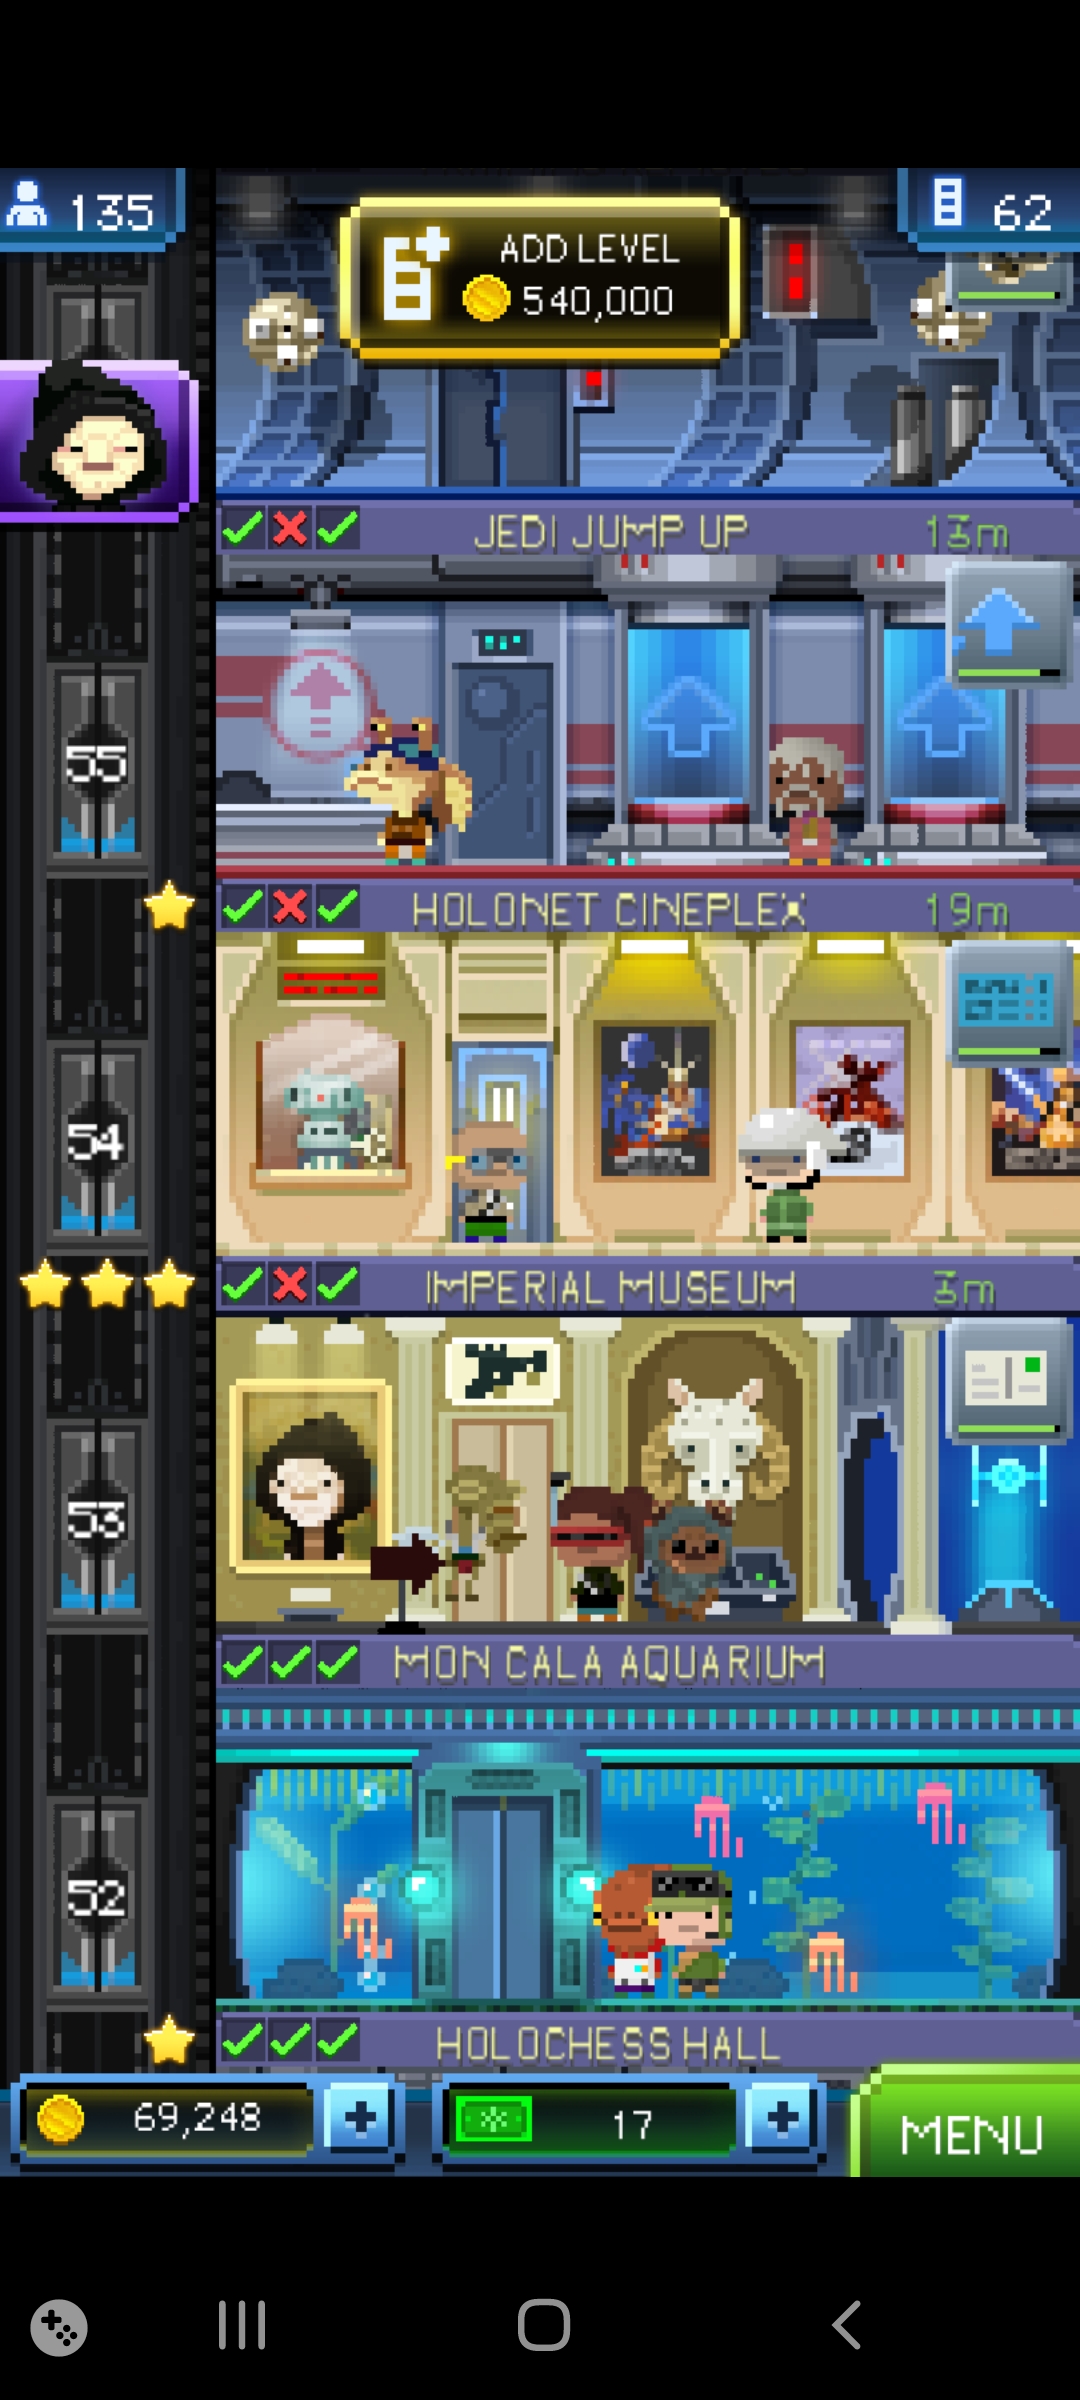 135
ADD LEVEL
540,000
62
JEDI JUMP UP 13m
55
HOLONET CINEPLEX 19m
54
IMPERIAL MUSEUM 3m
53
MON CALA AQUARIUM
52
HOLOCHESS HALL
69,248
17
MENU